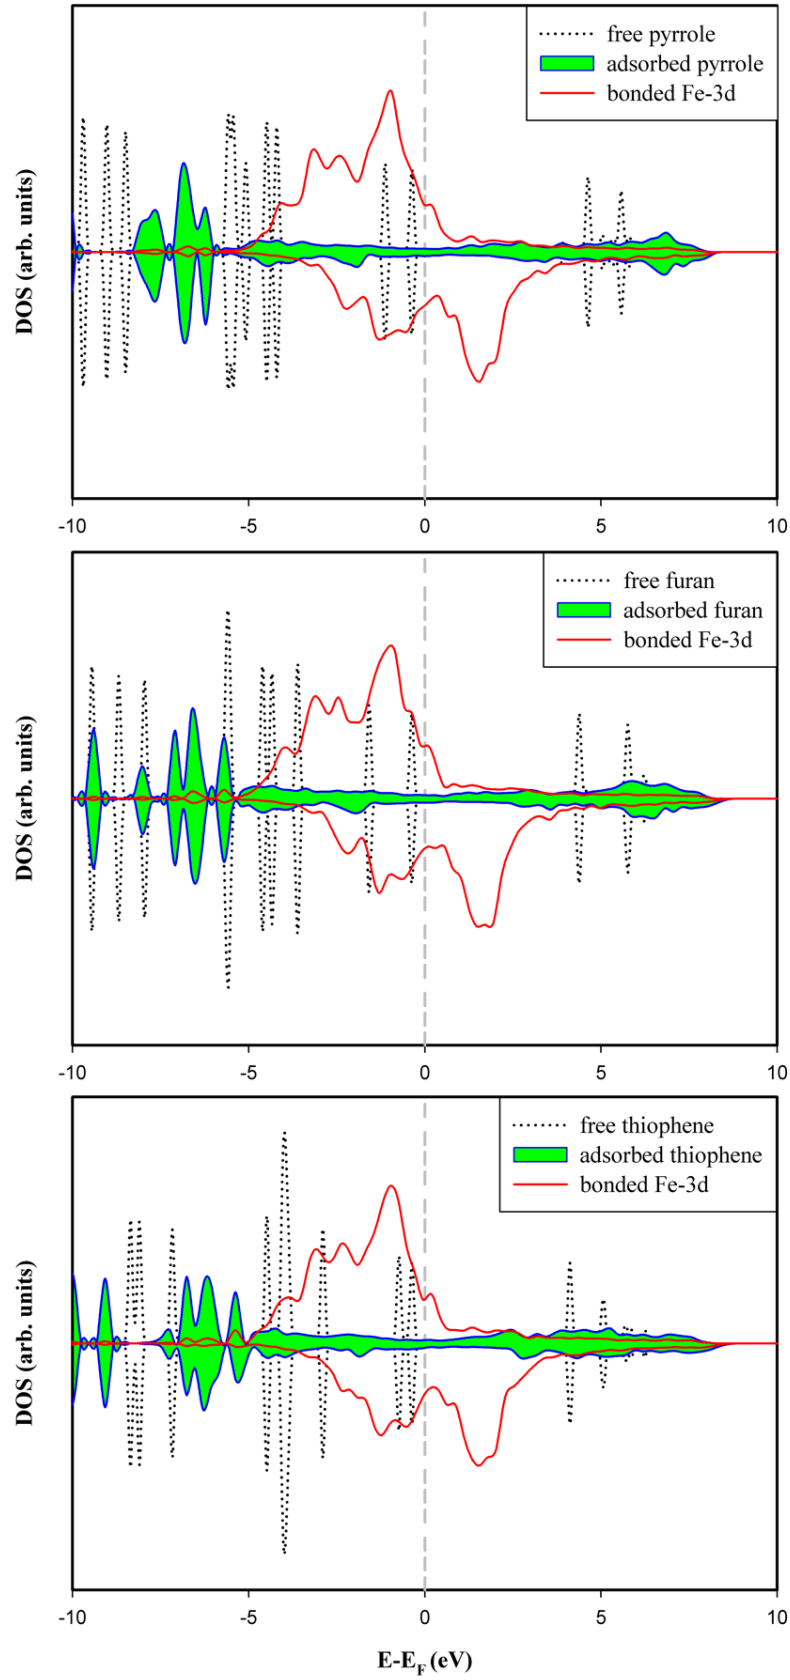 free pyrrole
adsorbed pyrrole
bonded Fe-3d
DOS (arb. units)
-10 -5 0 5 10
free furan
adsorbed furan
bonded Fe-3d
DOS (arb. units)
-10 -5 0 5 10
free thiophene
adsorbed thiophene
bonded Fe-3d
DOS (arb. units)
-10 -5 0 5 10
E-E_F (eV)